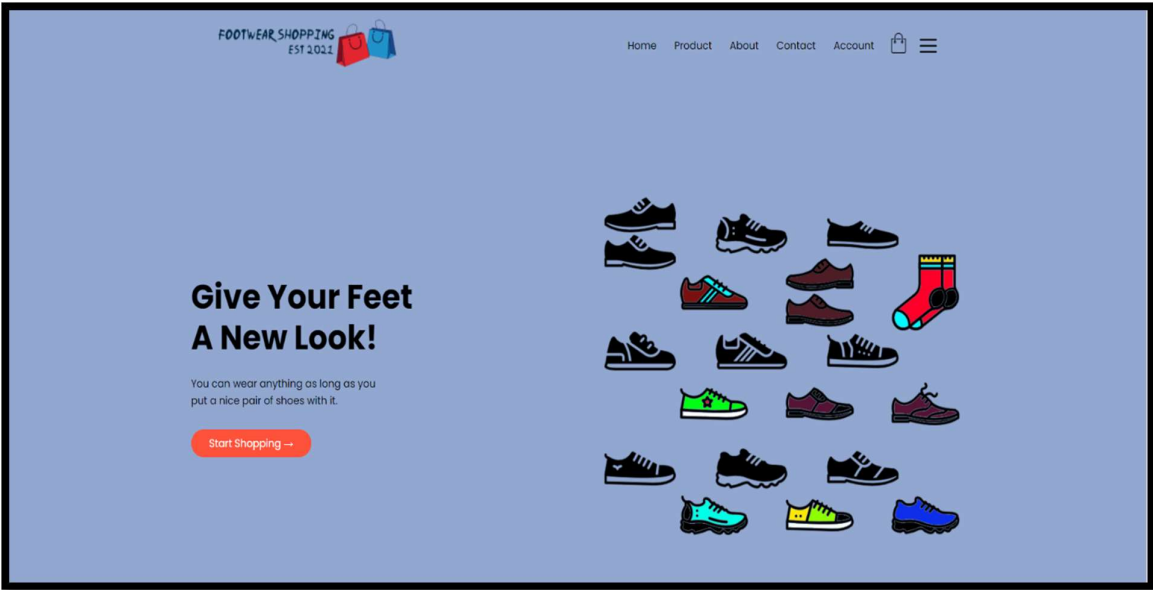 FOOTWEAR SHOPPING
EST 2021
Home Product About Contact Account
Give Your Feet
A New Look!
You can wear anything as long as you
put a nice pair of shoes with it.
Start Shopping →